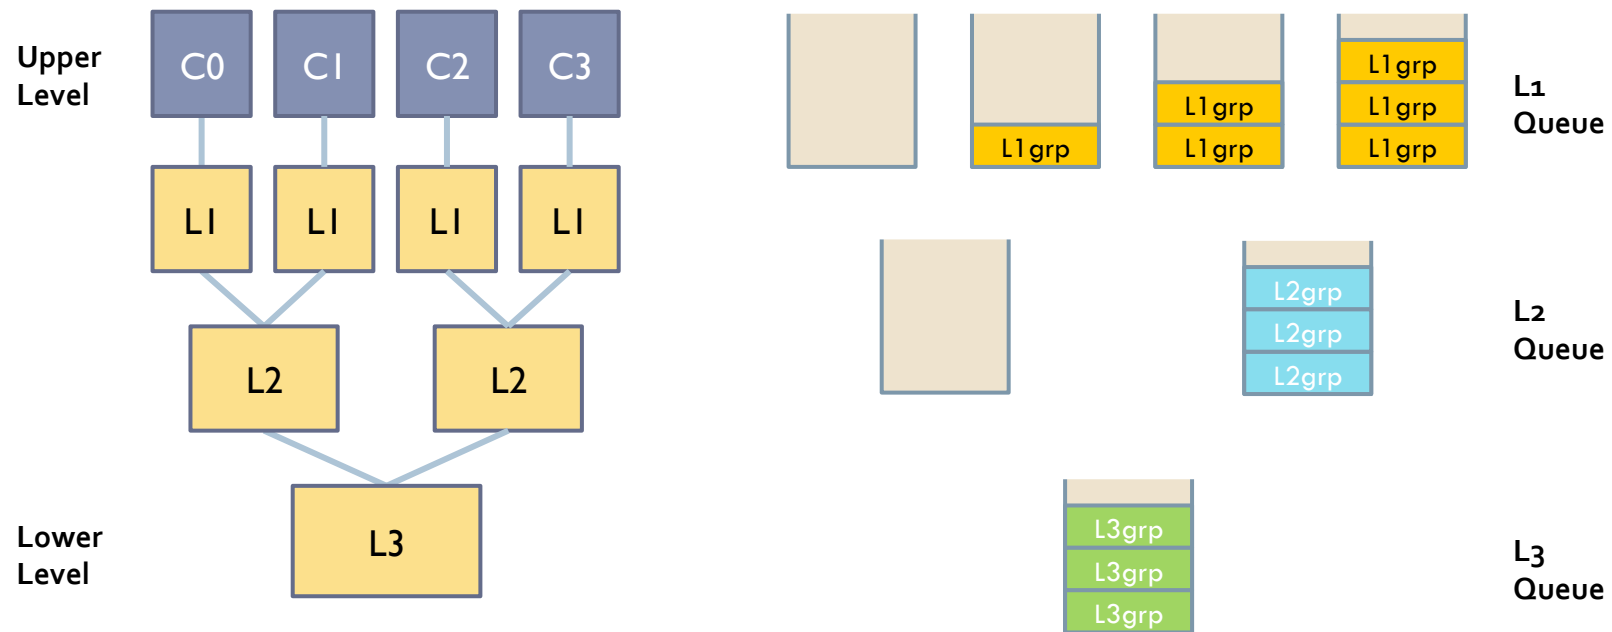 Upper
Level
C0
C1
C2
C3
L1
L1
L1
L1
L2
L2
Lower
Level
L3
L1grp
L1grp
L1grp
L1grp
L1grp
L1grp
L1
Queue
L2grp
L2grp
L2grp
L2
Queue
L3grp
L3grp
L3grp
L3
Queue